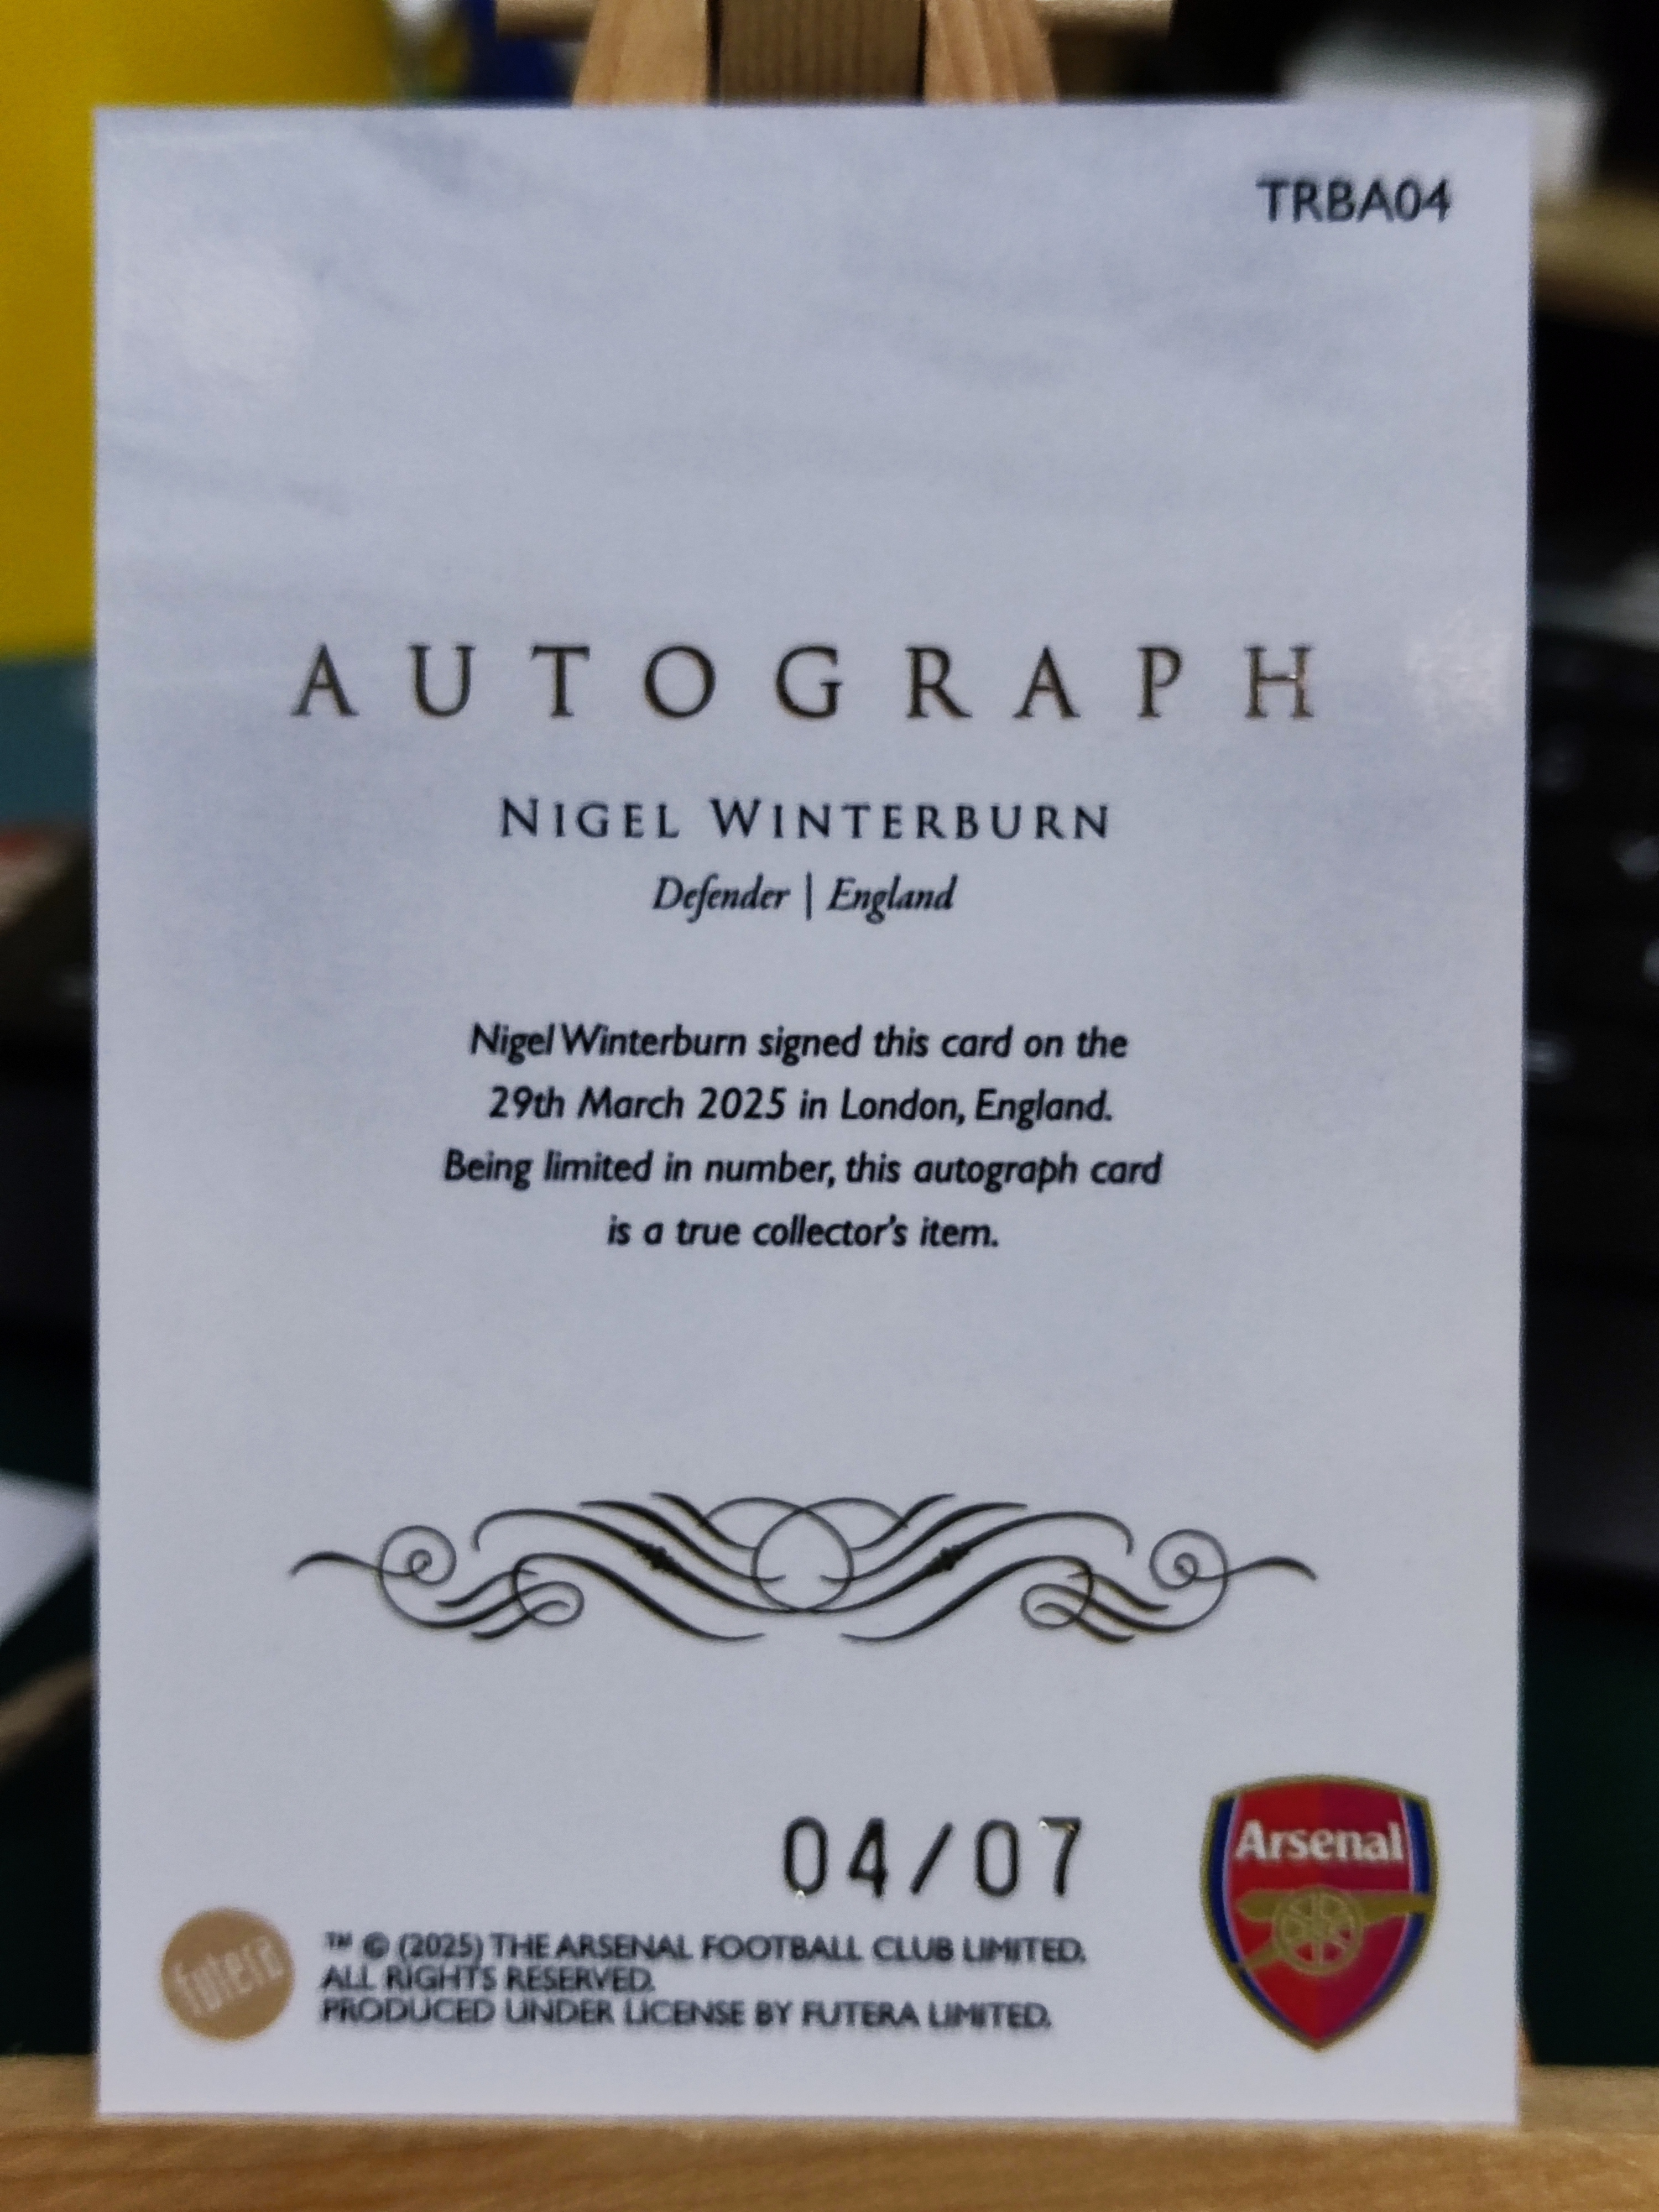 TRBA04
AUTOGRAPH
NIGEL WINTERBURN
Defender | England
Nigel Winterburn signed this card on the
29th March 2025 in London, England.
Being limited in number, this autograph card
is a true collector's item.
04/07
Arsenal
futera
™ © (2025) THE ARSENAL FOOTBALL CLUB LIMITED.
ALL RIGHTS RESERVED.
PRODUCED UNDER LICENSE BY FUTERA LIMITED.